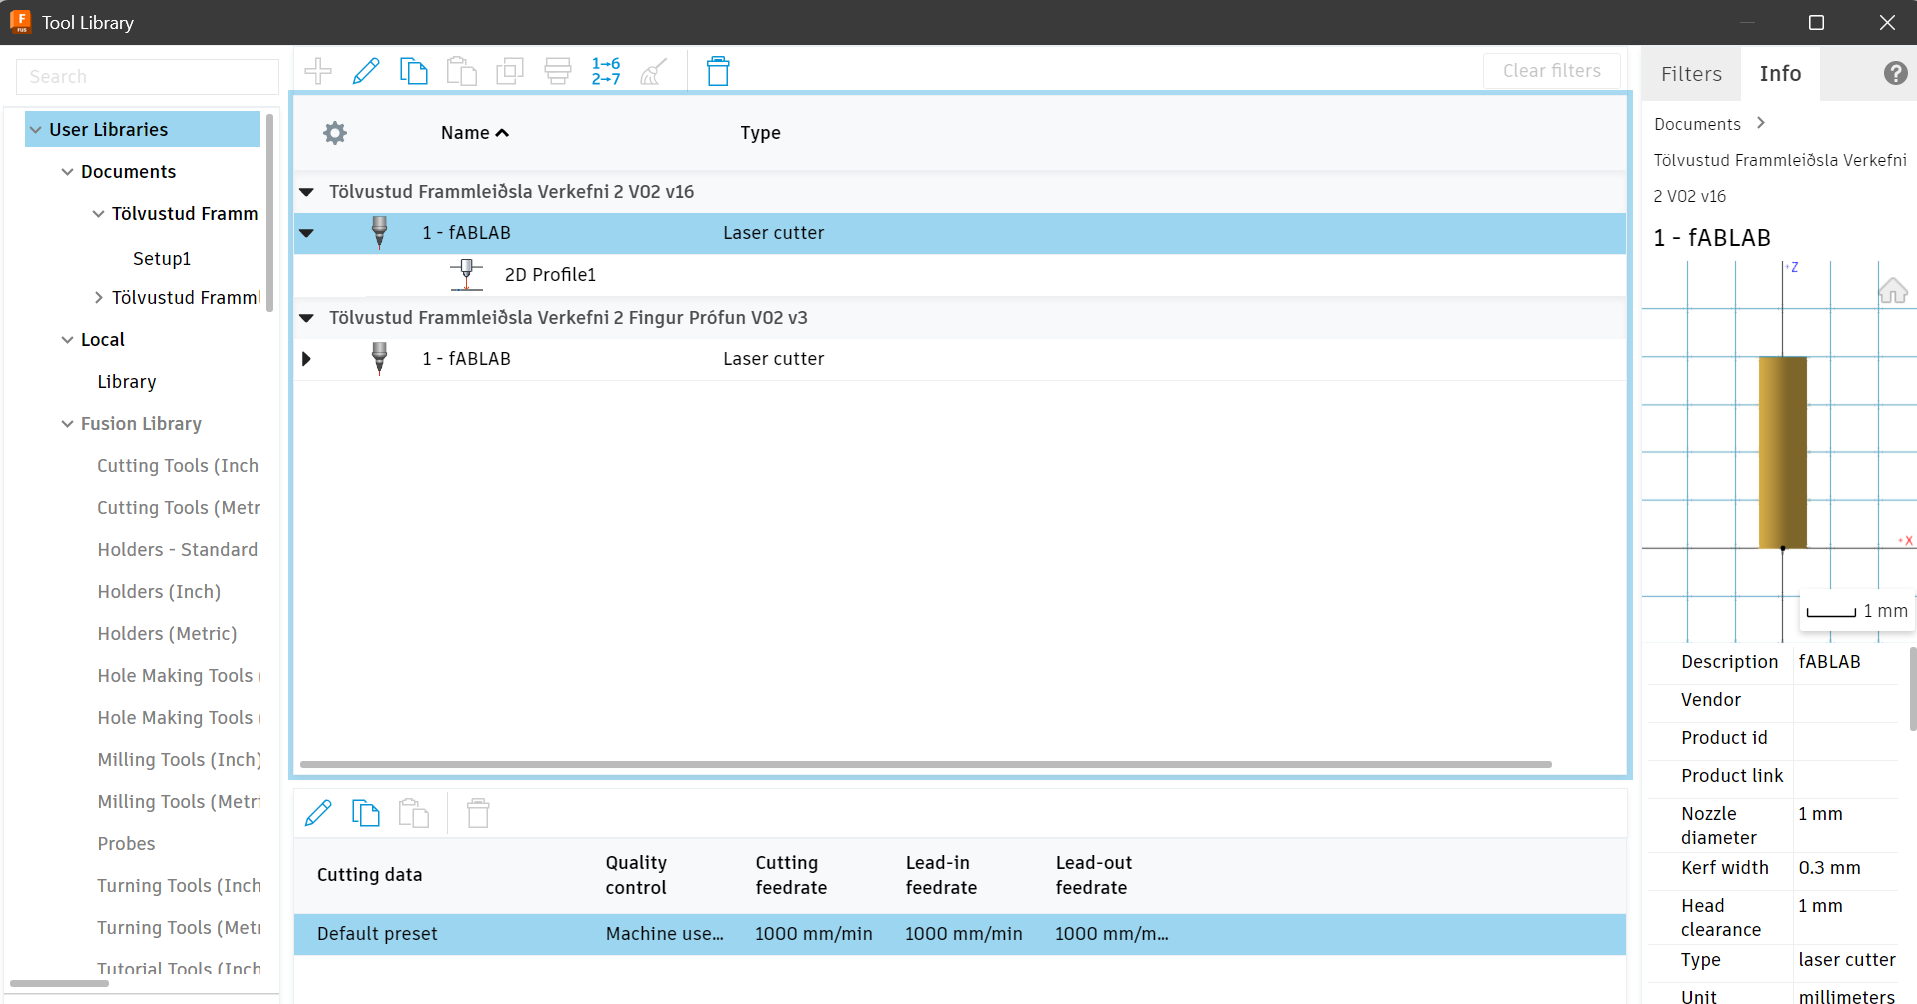 Tool Library
Search
User Libraries
Documents
Tölvustud Framm
Setup1
Tölvustud Framml
Local
Library
Fusion Library
Cutting Tools (Inch
Cutting Tools (Metr
Holders - Standard
Holders (Inch)
Holders (Metric)
Hole Making Tools (
Hole Making Tools (
Milling Tools (Inch)
Milling Tools (Metri
Probes
Turning Tools (Inch
Turning Tools (Metr
Tutorial Tools (Inch
1→6
2→7
Clear filters
Name Type
Tölvustud Frammleiðsla Verkefni 2 V02 v16
1 - fABLAB Laser cutter
2D Profile1
Tölvustud Frammleiðsla Verkefni 2 Fingur Prófun V02 v3
1 - fABLAB Laser cutter
Cutting data
Quality control
Cutting feedrate
Lead-in feedrate
Lead-out feedrate
Default preset Machine use... 1000 mm/min 1000 mm/min 1000 mm/m...
Filters Info ?
Documents
Tölvustud Frammleiðsla Verkefni
2 V02 v16
1 - fABLAB
+Z
+X
1 mm
Description fABLAB
Vendor
Product id
Product link
Nozzle diameter 1 mm
Kerf width 0.3 mm
Head clearance 1 mm
Type laser cutter
Unit millimeters